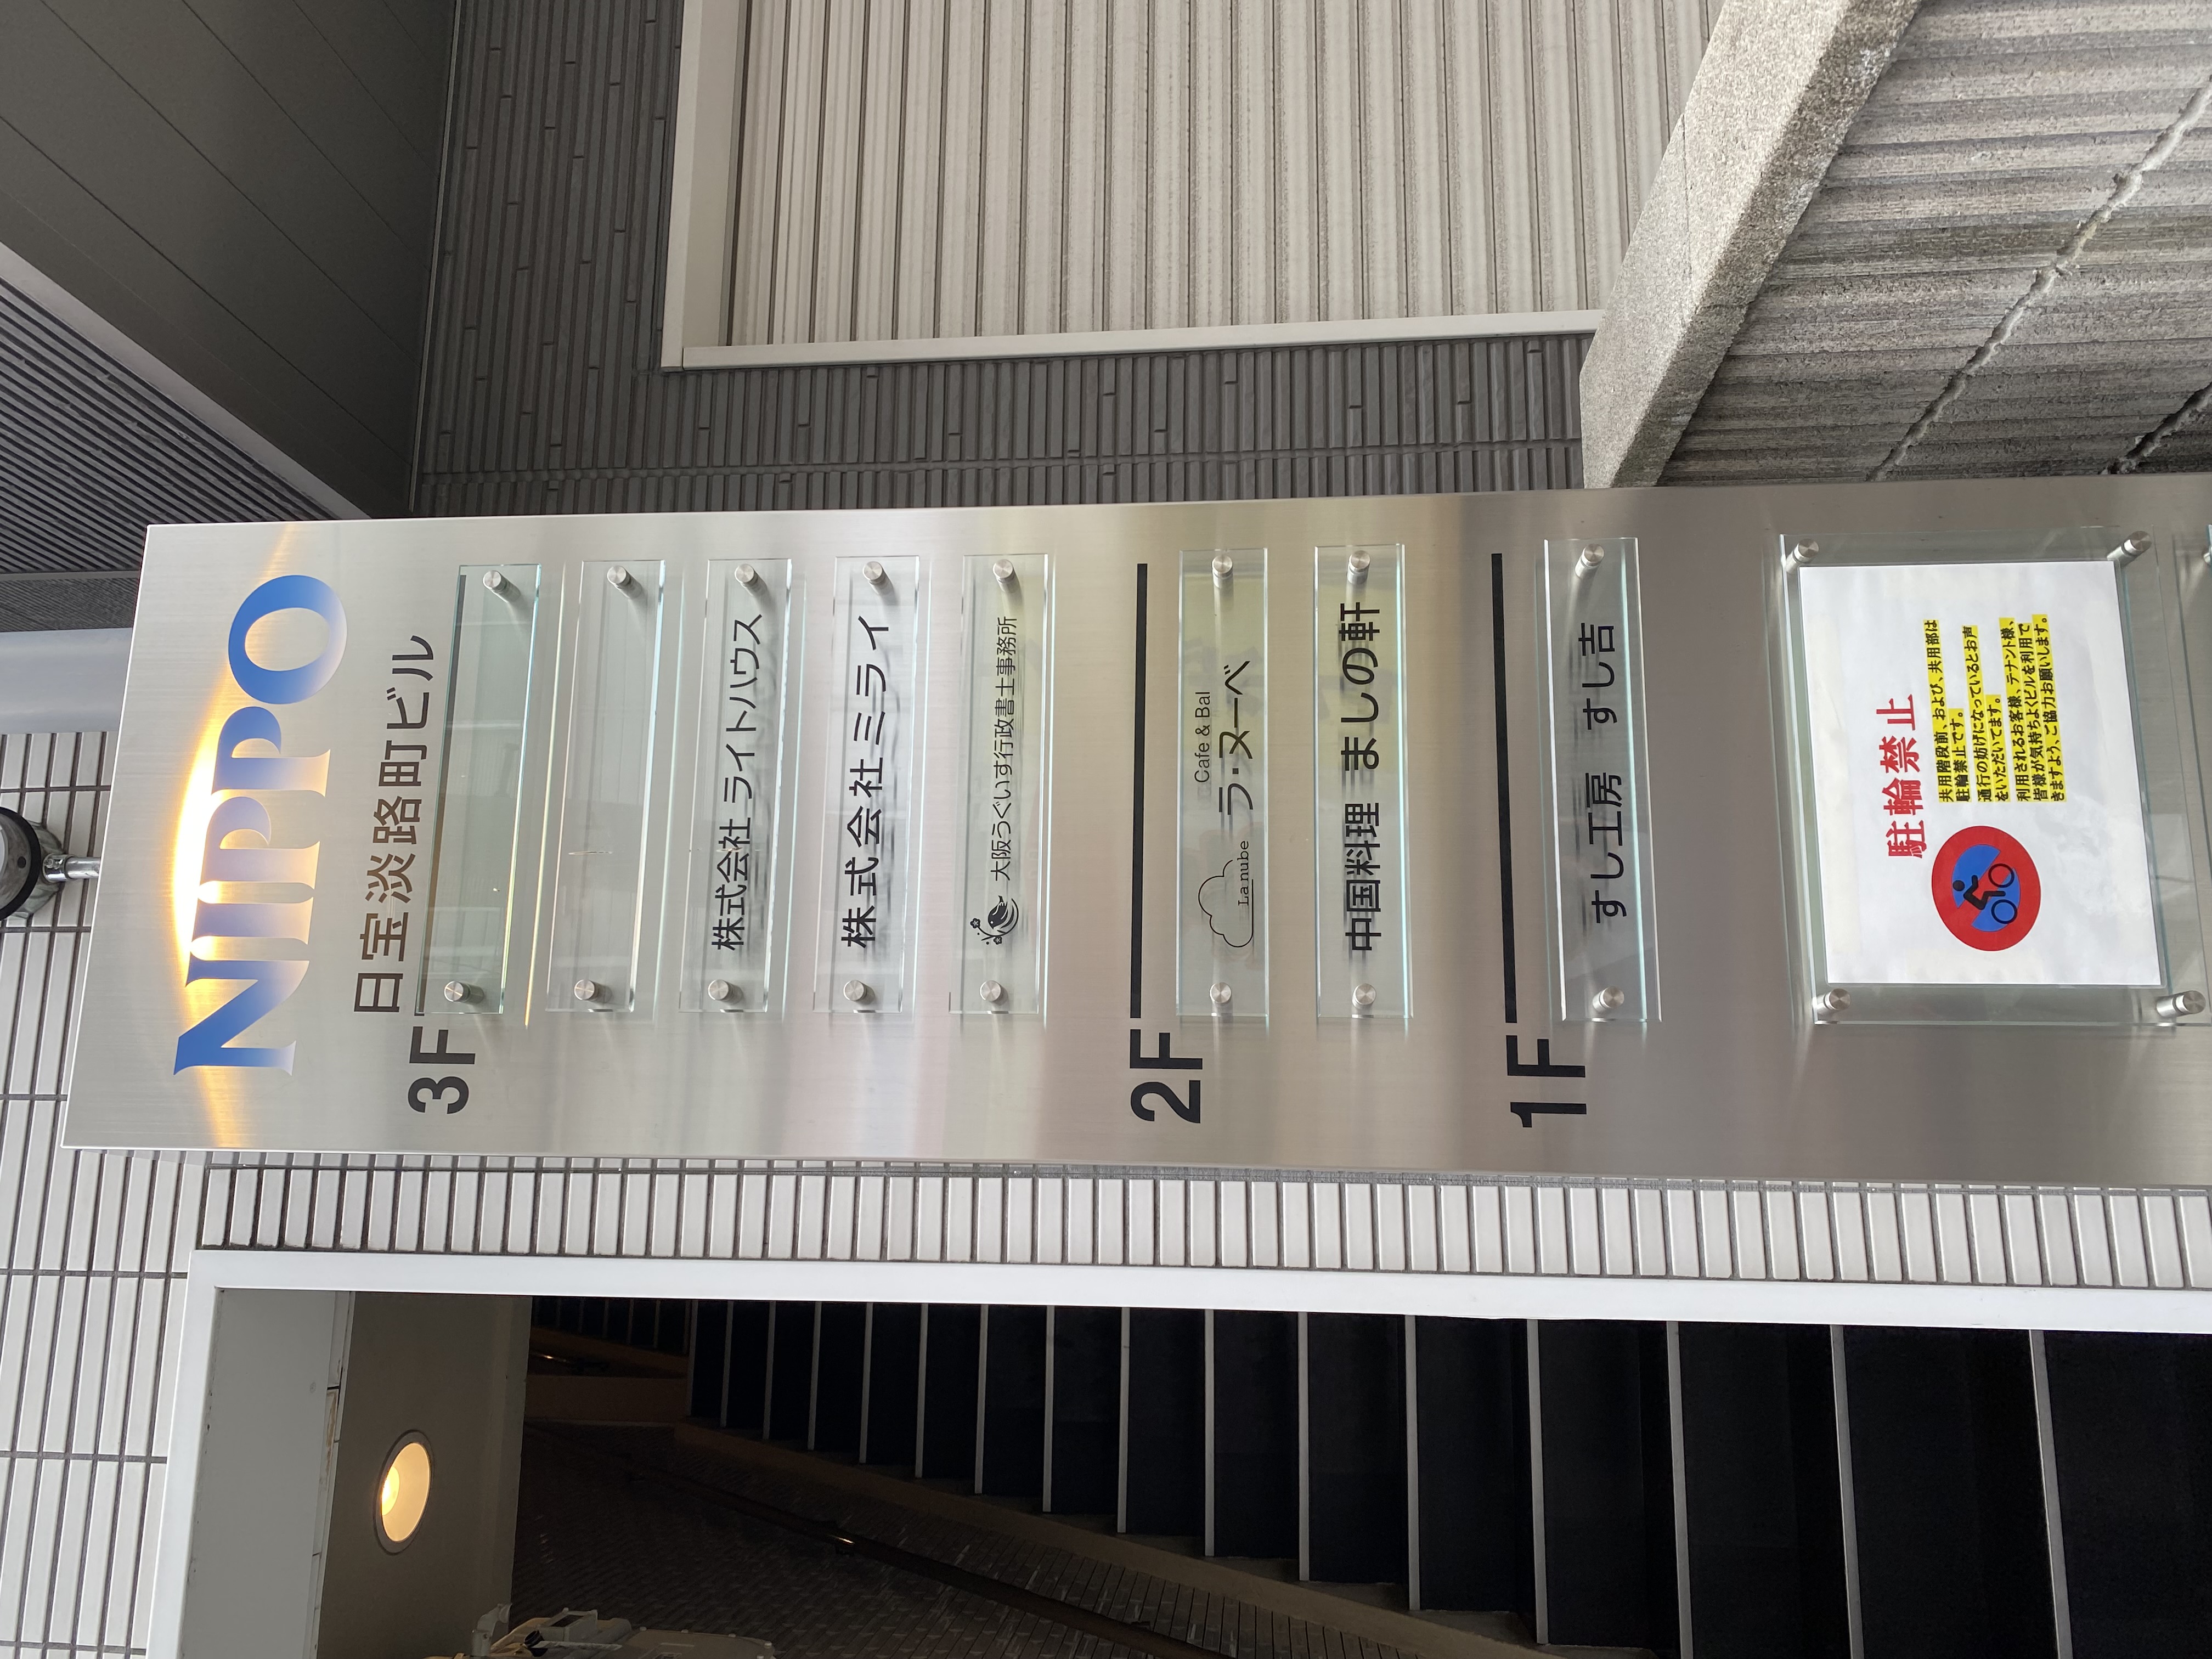 NIPPO
日宝淡路町ビル
3F
株式会社ライトハウス
株式会社ミライ
大阪うぐいす行政書士事務所
2F
La nube
Cafe & Bal
ラ・ヌーベ
中国料理 ましの軒
1F
すし工房 すし吉
駐輪禁止
共用階段前、および、共用部は
駐輪禁止です。
通行の妨げになっているとお声
をいただいてます。
利用されるお客様、テナント様、
皆様が気持ちよくビルを利用で
きますよう、ご協力お願いします。